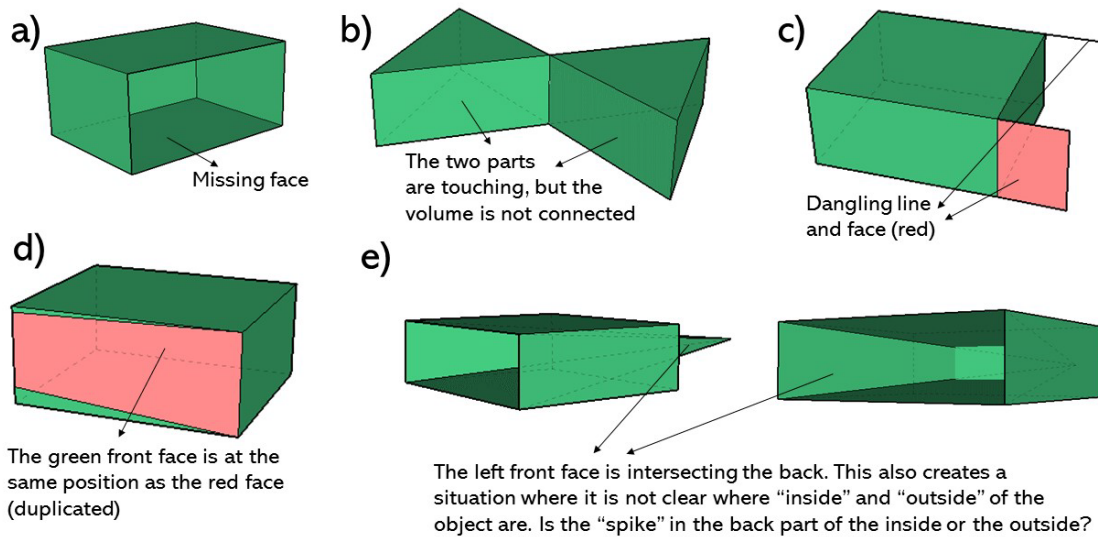 a)
Missing face
b)
The two parts
are touching, but the
volume is not connected
c)
Dangling line
and face (red)
d)
The green front face is at the
same position as the red face
(duplicated)
e)
The left front face is intersecting the back. This also creates a
situation where it is not clear where “inside” and “outside” of the
object are. Is the “spike” in the back part of the inside or the outside?